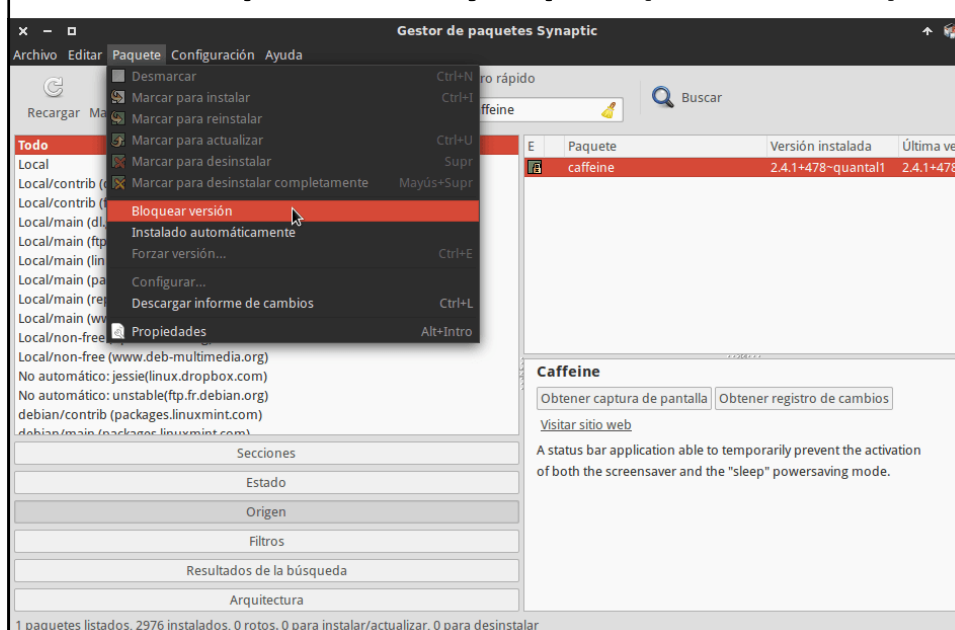 Gestor de paquetes Synaptic
Archivo Editar Paquete Configuración Ayuda
Recargar
Buscar
Desmarcar Ctrl+N
Marcar para instalar Ctrl+I
Marcar para reinstalar
Marcar para actualizar Ctrl+U
Marcar para desinstalar Supr
Marcar para desinstalar completamente Mayús+Supr
Bloquear versión
Instalado automáticamente
Forzar versión... Ctrl+E
Configurar...
Descargar informe de cambios Ctrl+L
Propiedades Alt+Intro
rápido
Todo
Local
Local/contrib
Local/contrib
Local/main (dl.
Local/main (ftp
Local/main (lin
Local/main (pa
Local/main (rep
Local/main
Local/non-free
Local/non-free (www.deb-multimedia.org)
No automático: jessie(linux.dropbox.com)
No automático: unstable(ftp.fr.debian.org)
debian/contrib (packages.linuxmint.com)
debian/main (packages.linuxmint.com)
Secciones
Estado
Origen
Filtros
Resultados de la búsqueda
Arquitectura
E Paquete Versión instalada Última ve
caffeine 2.4.1+478~quantal1 2.4.1+478
Caffeine
Obtener captura de pantalla Obtener registro de cambios
Visitar sitio web
A status bar application able to temporarily prevent the activation
of both the screensaver and the "sleep" powersaving mode.
1 paquetes listados, 2976 instalados, 0 rotos. 0 para instalar/actualizar, 0 para desinstalar